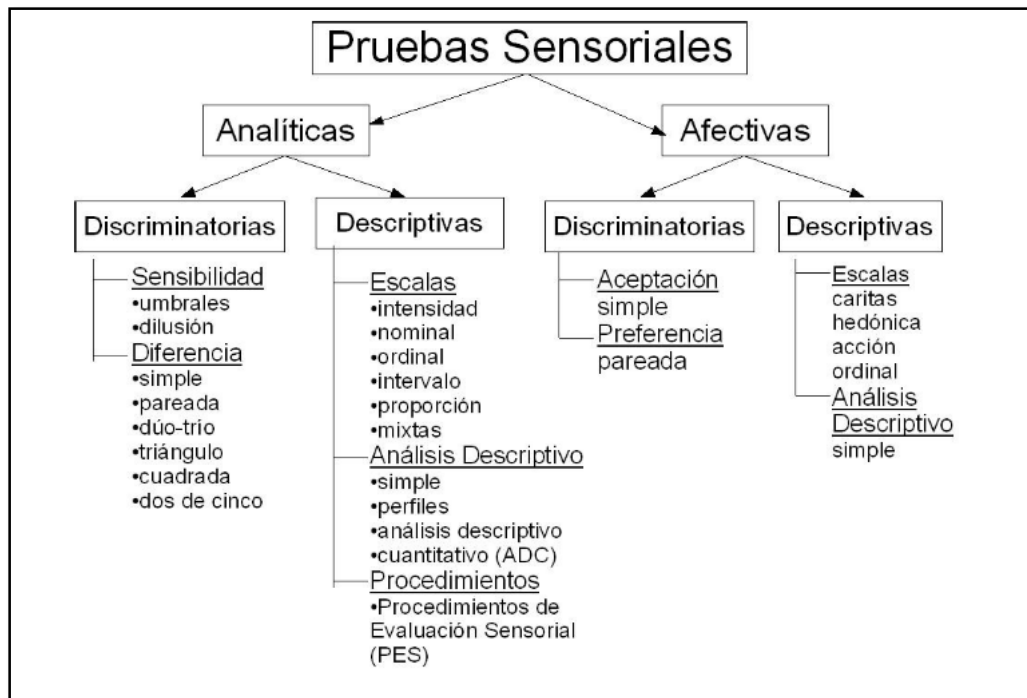 Pruebas Sensoriales
Analíticas
Afectivas
Discriminatorias
Descriptivas
Discriminatorias
Descriptivas
Sensibilidad
•umbrales
•dilusión
Diferencia
•simple
•pareada
•dúo-trío
•triángulo
•cuadrada
•dos de cinco
Escalas
•intensidad
•nominal
•ordinal
•intervalo
•proporción
•mixtas
Análisis Descriptivo
•simple
•perfiles
•análisis descriptivo
•cuantitativo (ADC)
Procedimientos
•Procedimientos de
Evaluación Sensorial
(PES)
Aceptación
simple
Preferencia
pareada
Escalas
caritas
hedónica
acción
ordinal
Análisis
Descriptivo
simple